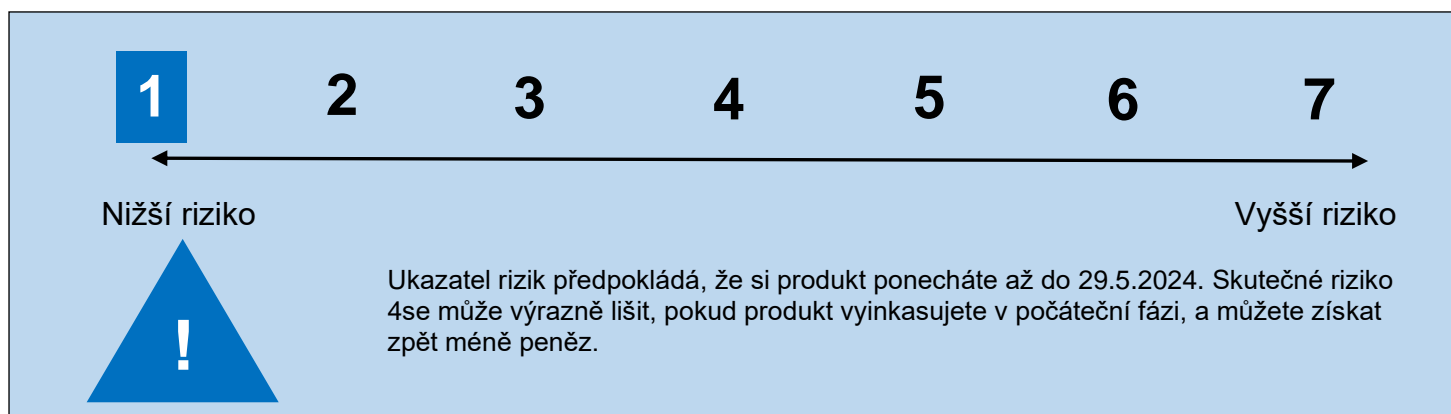 1 2 3 4 5 6 7
Nižší riziko Vyšší riziko
Ukazatel rizik předpokládá, že si produkt ponecháte až do 29.5.2024. Skutečné riziko
4se může výrazně lišit, pokud produkt vyinkasujete v počáteční fázi, a můžete získat
zpět méně peněz.
!